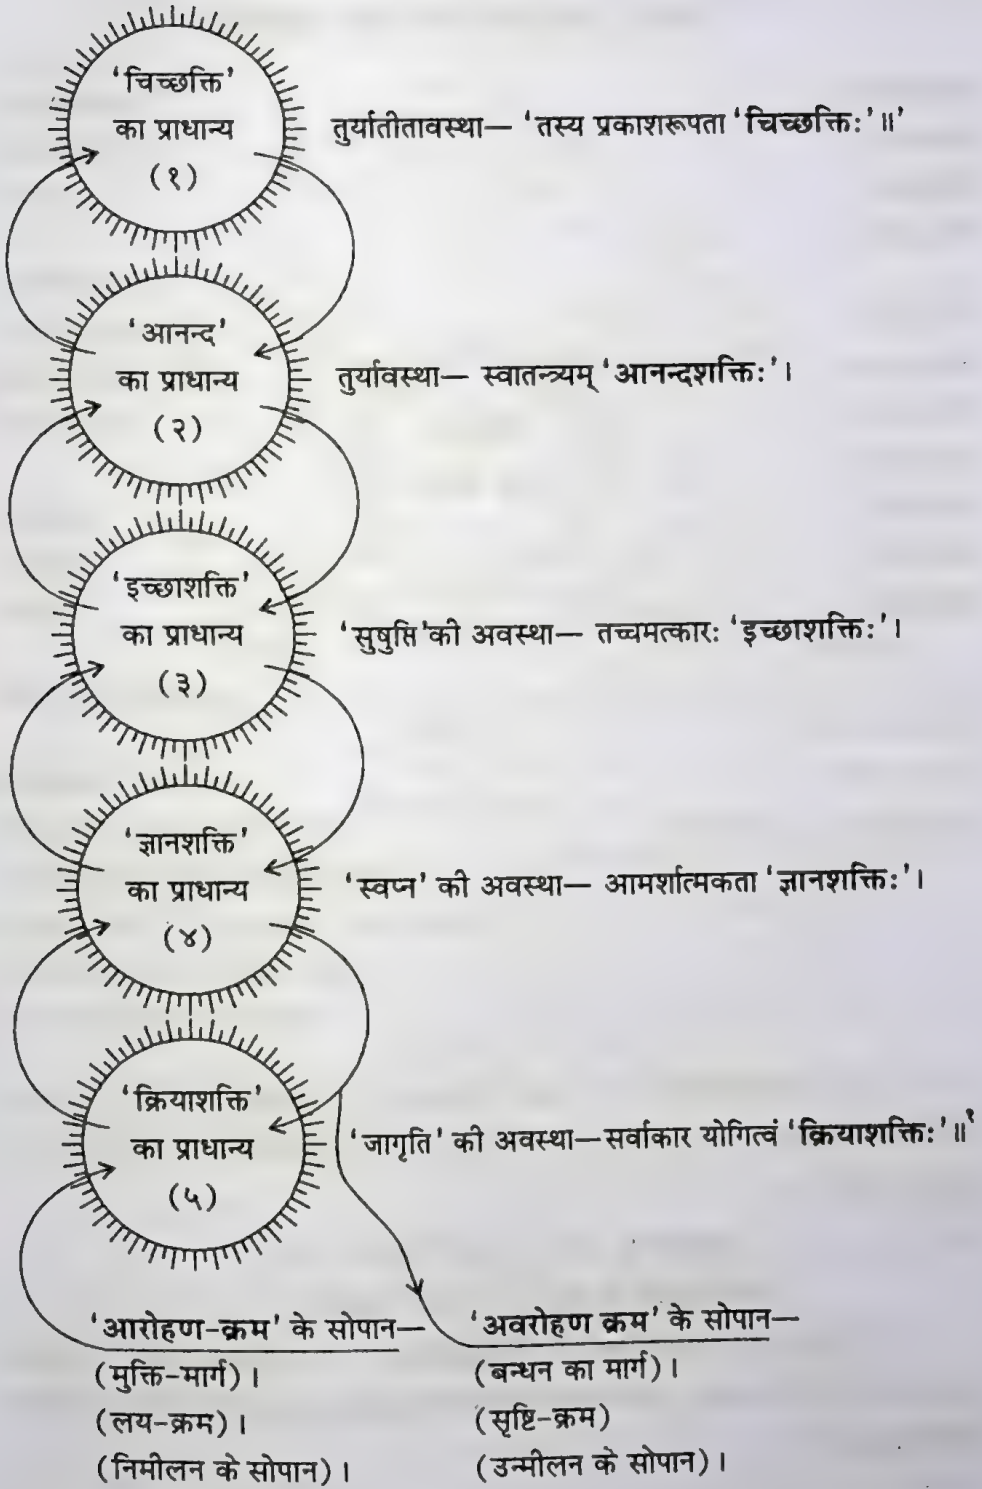 'चिच्छक्ति'
का प्राधान्य
(१)
तुर्यातीतावस्था— 'तस्य प्रकाशरूपता 'चिच्छक्तिः'॥'
'आनन्द'
का प्राधान्य
(२)
तुर्यावस्था— स्वातन्त्र्यम् 'आनन्दशक्तिः'।
'इच्छाशक्ति'
का प्राधान्य
(३)
'सुषुप्ति'की अवस्था— तच्चमत्कारः 'इच्छाशक्तिः'।
'ज्ञानशक्ति'
का प्राधान्य
(४)
'स्वप्न' की अवस्था— आमर्शात्मकता 'ज्ञानशक्तिः'।
'क्रियाशक्ति'
का प्राधान्य
(५)
'जागृति' की अवस्था—सर्वाकार योगित्वं 'क्रियाशक्तिः'॥१
'आरोहण-क्रम' के सोपान—
(मुक्ति-मार्ग)।
(लय-क्रम)।
(निमीलन के सोपान)।
'अवरोहण क्रम' के सोपान—
(बन्धन का मार्ग)।
(सृष्टि-क्रम)
(उन्मीलन के सोपान)।